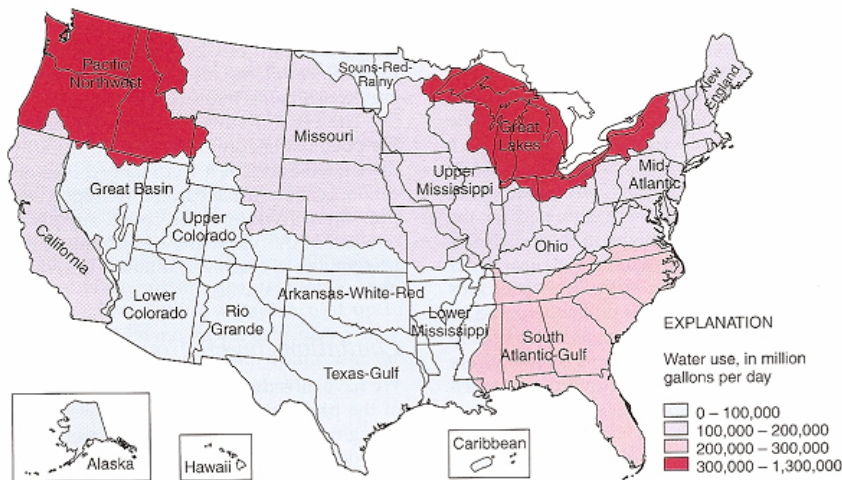 Pacific
Northwest
Souns-Red-
Rainy
New
England
Missouri
Great
Lakes
Upper
Mississippi
Mid-
Atlantic
Great Basin
Upper
Colorado
California
Ohio
Lower
Colorado
Rio
Grande
Arkansas-White-Red
Lower
Mississippi
South
Atlantic-Gulf
Texas-Gulf
EXPLANATION
Water use, in million
gallons per day
0 – 100,000
100,000 – 200,000
200,000 – 300,000
300,000 – 1,300,000
Alaska
Hawaii
Caribbean